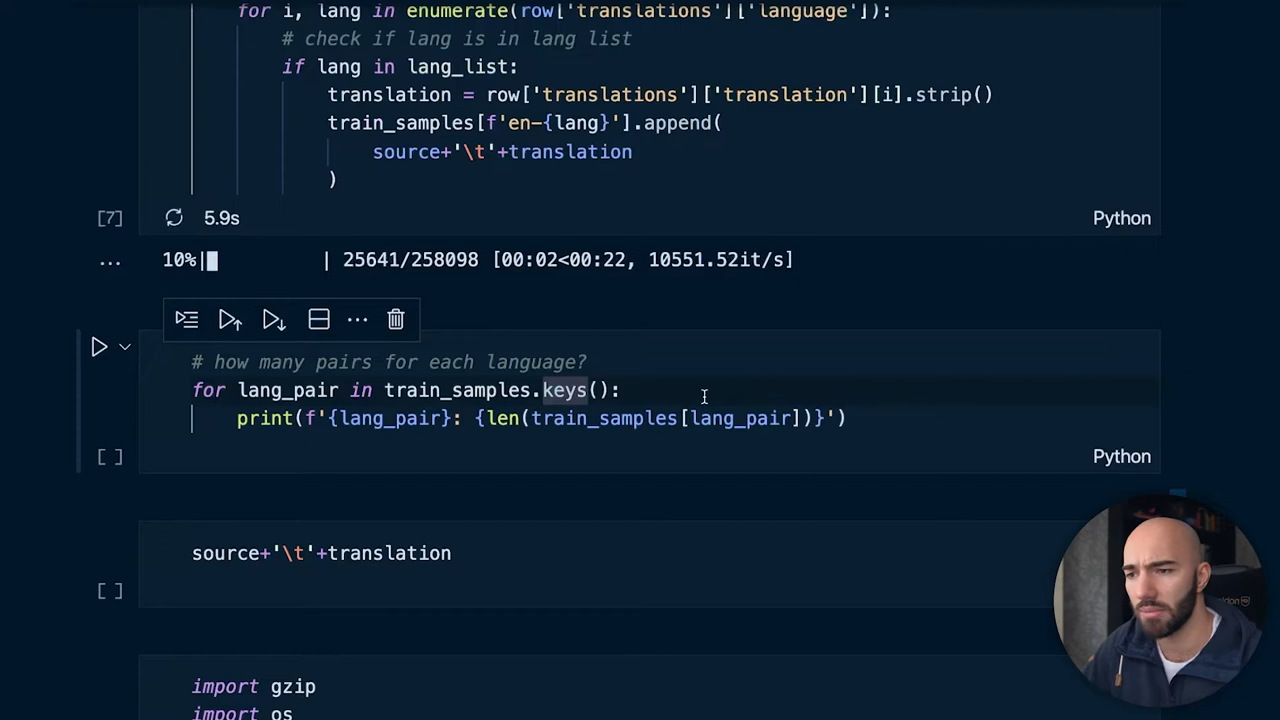 for i, lang in enumerate(row['translations']['language']):
# check if lang is in lang list
if lang in lang_list:
translation = row['translations']['translation'][i].strip()
train_samples[f'en-{lang}'].append(
source+'\t'+translation
)
[7] 5.9s Python
... 10%| | 25641/258098 [00:02<00:22, 10551.52it/s]
# how many pairs for each language?
for lang_pair in train_samples.keys():
print(f'{lang_pair}: {len(train_samples[lang_pair])}')
[ ] Python
source+'\t'+translation
[ ]
import gzip
import os